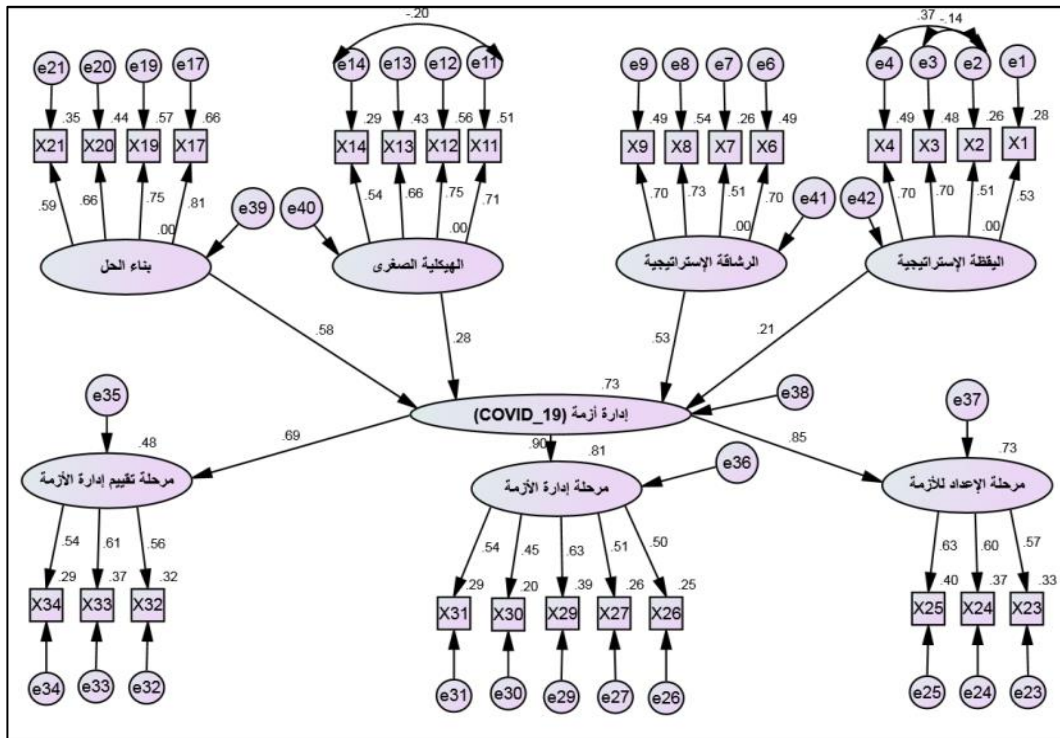 -.20
.37
-.14
e21 e20 e19 e17
e14 e13 e12 e11
e9 e8 e7 e6
e4 e3 e2 e1
.35 .44 .57 .66
.29 .43 .56 .51
.49 .54 .26 .49
.49 .48 .26 .28
X21 X20 X19 X17
X14 X13 X12 X11
X9 X8 X7 X6
X4 X3 X2 X1
.59 .66 .75 .81
.54 .66 .75 .71
.70 .73 .51 .70
.70 .70 .51 .53
e39
e40
e41
e42
.00
.00
.00
.00
بناء الحل
الهيكلية الصغرى
الرشاقة الإستراتيجية
اليقظة الإستراتيجية
.58
.28
.53
.21
.73
إدارة أزمة (COVID_19)
e38
e35
e37
.69
.90
.85
.48
.81
.73
e36
مرحلة تقييم إدارة الأزمة
مرحلة إدارة الأزمة
مرحلة الإعداد للأزمة
.54 .61 .56
.54 .45 .63 .51 .50
.63 .60 .57
.29 .37 .32
.29 .20 .39 .26 .25
.40 .37 .33
X34 X33 X32
X31 X30 X29 X27 X26
X25 X24 X23
e34 e33 e32
e31 e30 e29 e27 e26
e25 e24 e23